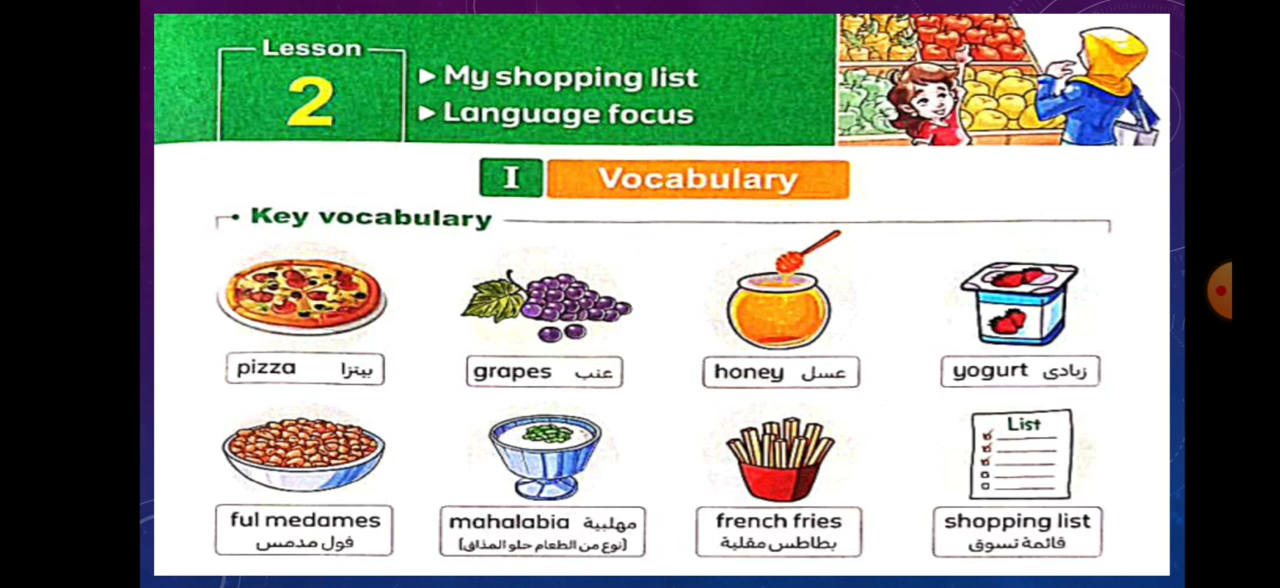 Lesson
2
► My shopping list
► Language focus
I Vocabulary
• Key vocabulary
pizza بيتزا
grapes عنب
honey عسل
yogurt زبادى
List
ful medames
فول مدمس
mahalabia مهلبية
(نوع من الطعام حلو المذاق)
french fries
بطاطس مقلية
shopping list
قائمة تسوق